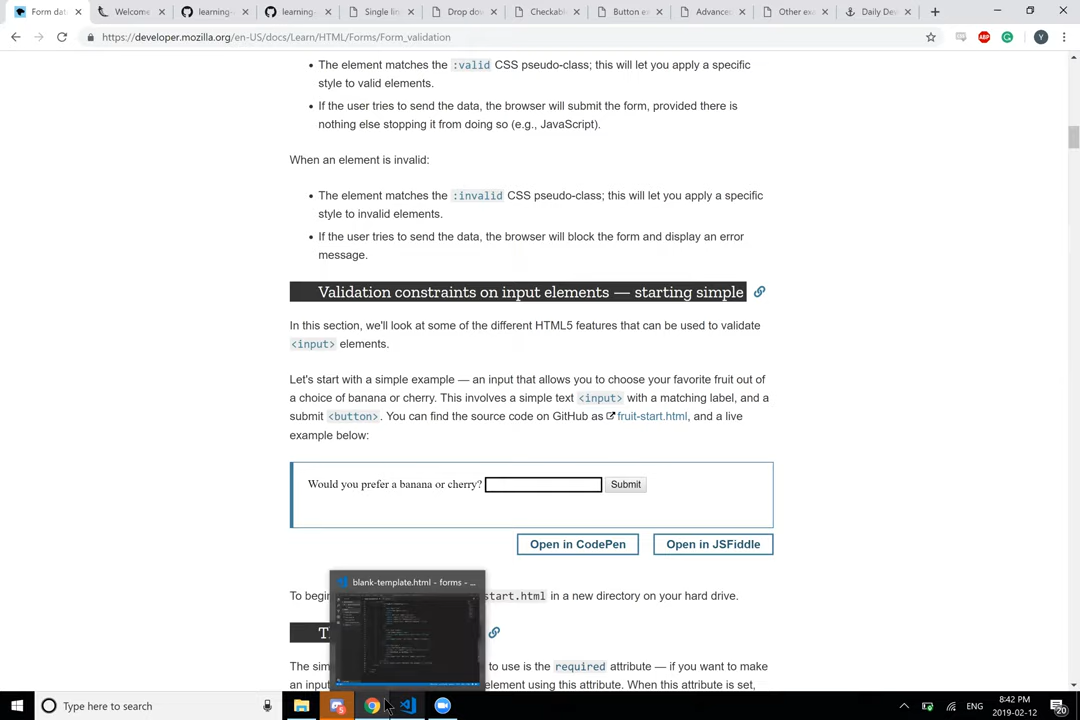 Form dat
Welcome
learning-
learning
Single lin
Drop dow
Checkabl
Button e
Advance
Other ex
Daily Dev
https://developer.mozilla.org/en-US/docs/Learn/HTML/Forms/Form_validation
ABP
Y
The element matches the :valid CSS pseudo-class; this will let you apply a specific
style to valid elements.
If the user tries to send the data, the browser will submit the form, provided there is
nothing else stopping it from doing so (e.g., JavaScript).
When an element is invalid:
The element matches the :invalid CSS pseudo-class; this will let you apply a specific
style to invalid elements.
If the user tries to send the data, the browser will block the form and display an error
message.
Validation constraints on input elements — starting simple
In this section, we'll look at some of the different HTML5 features that can be used to validate
<input> elements.
Let's start with a simple example — an input that allows you to choose your favorite fruit out of
a choice of banana or cherry. This involves a simple text <input> with a matching label, and a
submit <button>. You can find the source code on GitHub as fruit-start.html, and a live
example below:
Would you prefer a banana or cherry? Submit
Open in CodePen Open in JSFiddle
blank-template.html - forms - ...
To begi start.html in a new directory on your hard drive.
T
The sim to use is the required attribute — if you want to make
an input element using this attribute. When this attribute is set,
Type here to search
ENG
8:42 PM
2019-02-12
20